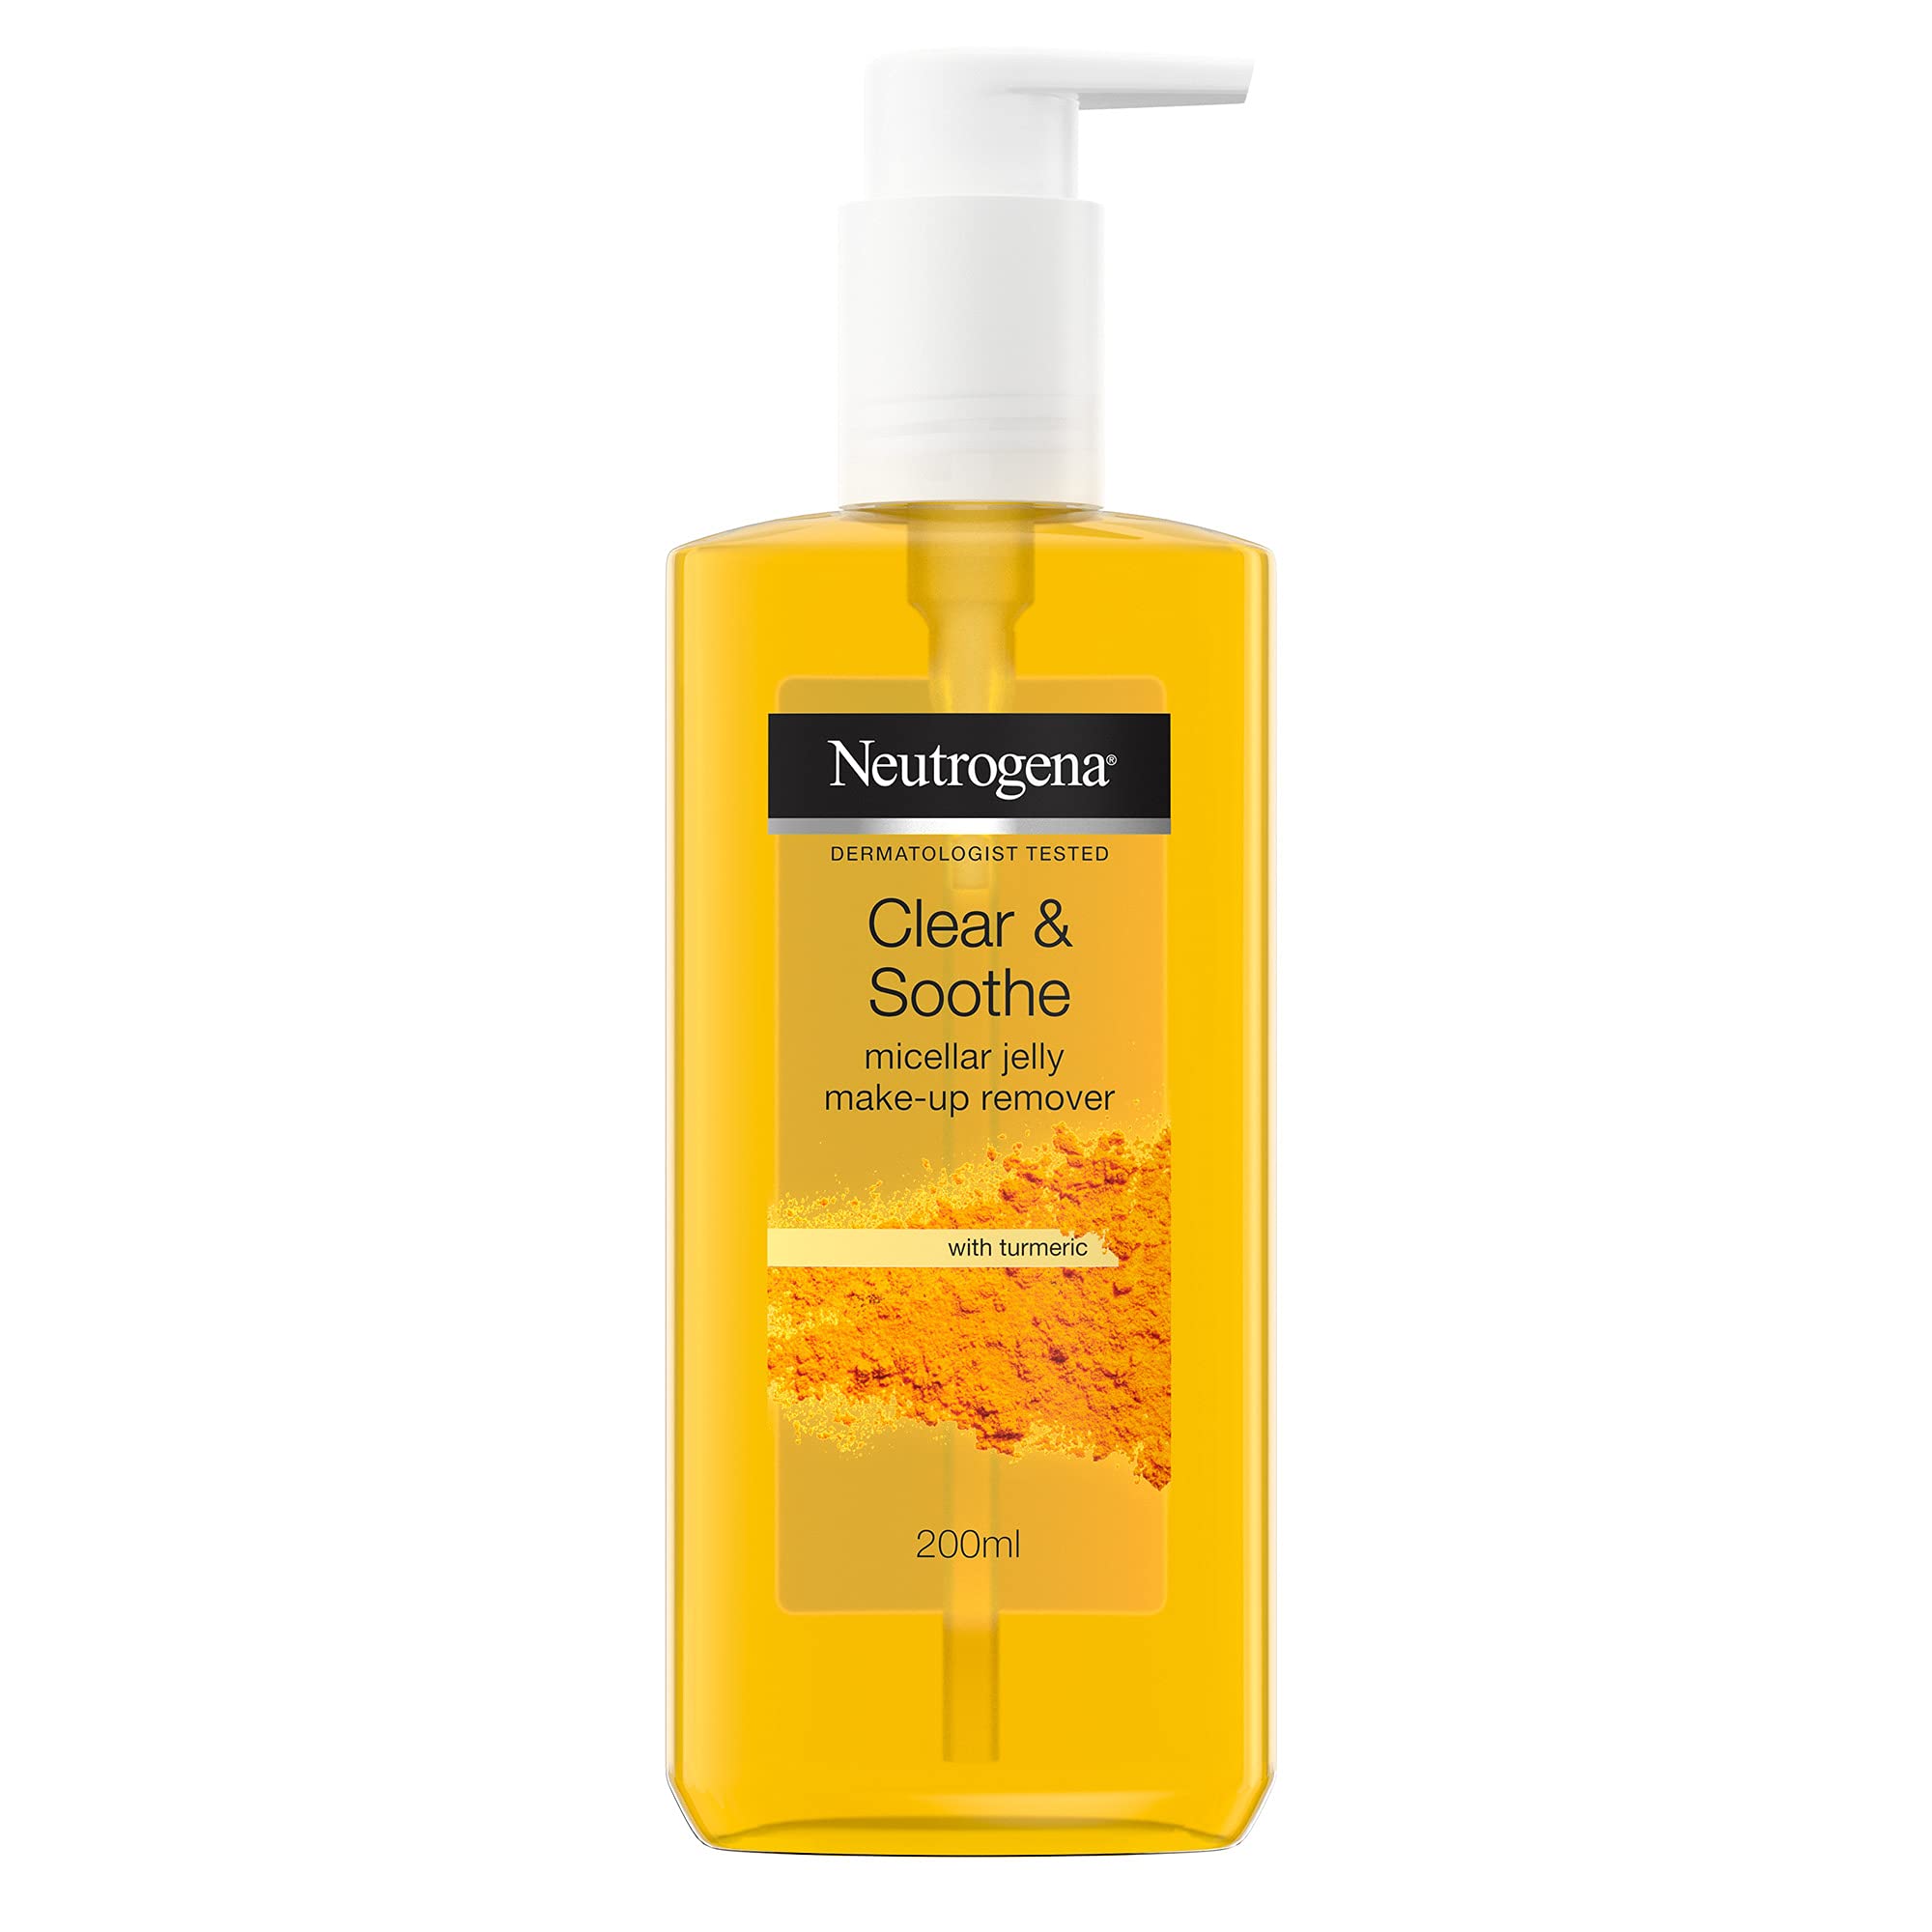 Neutrogena®
DERMATOLOGIST TESTED
Clear &
Soothe
micellar jelly
make-up remover
with turmeric
200ml